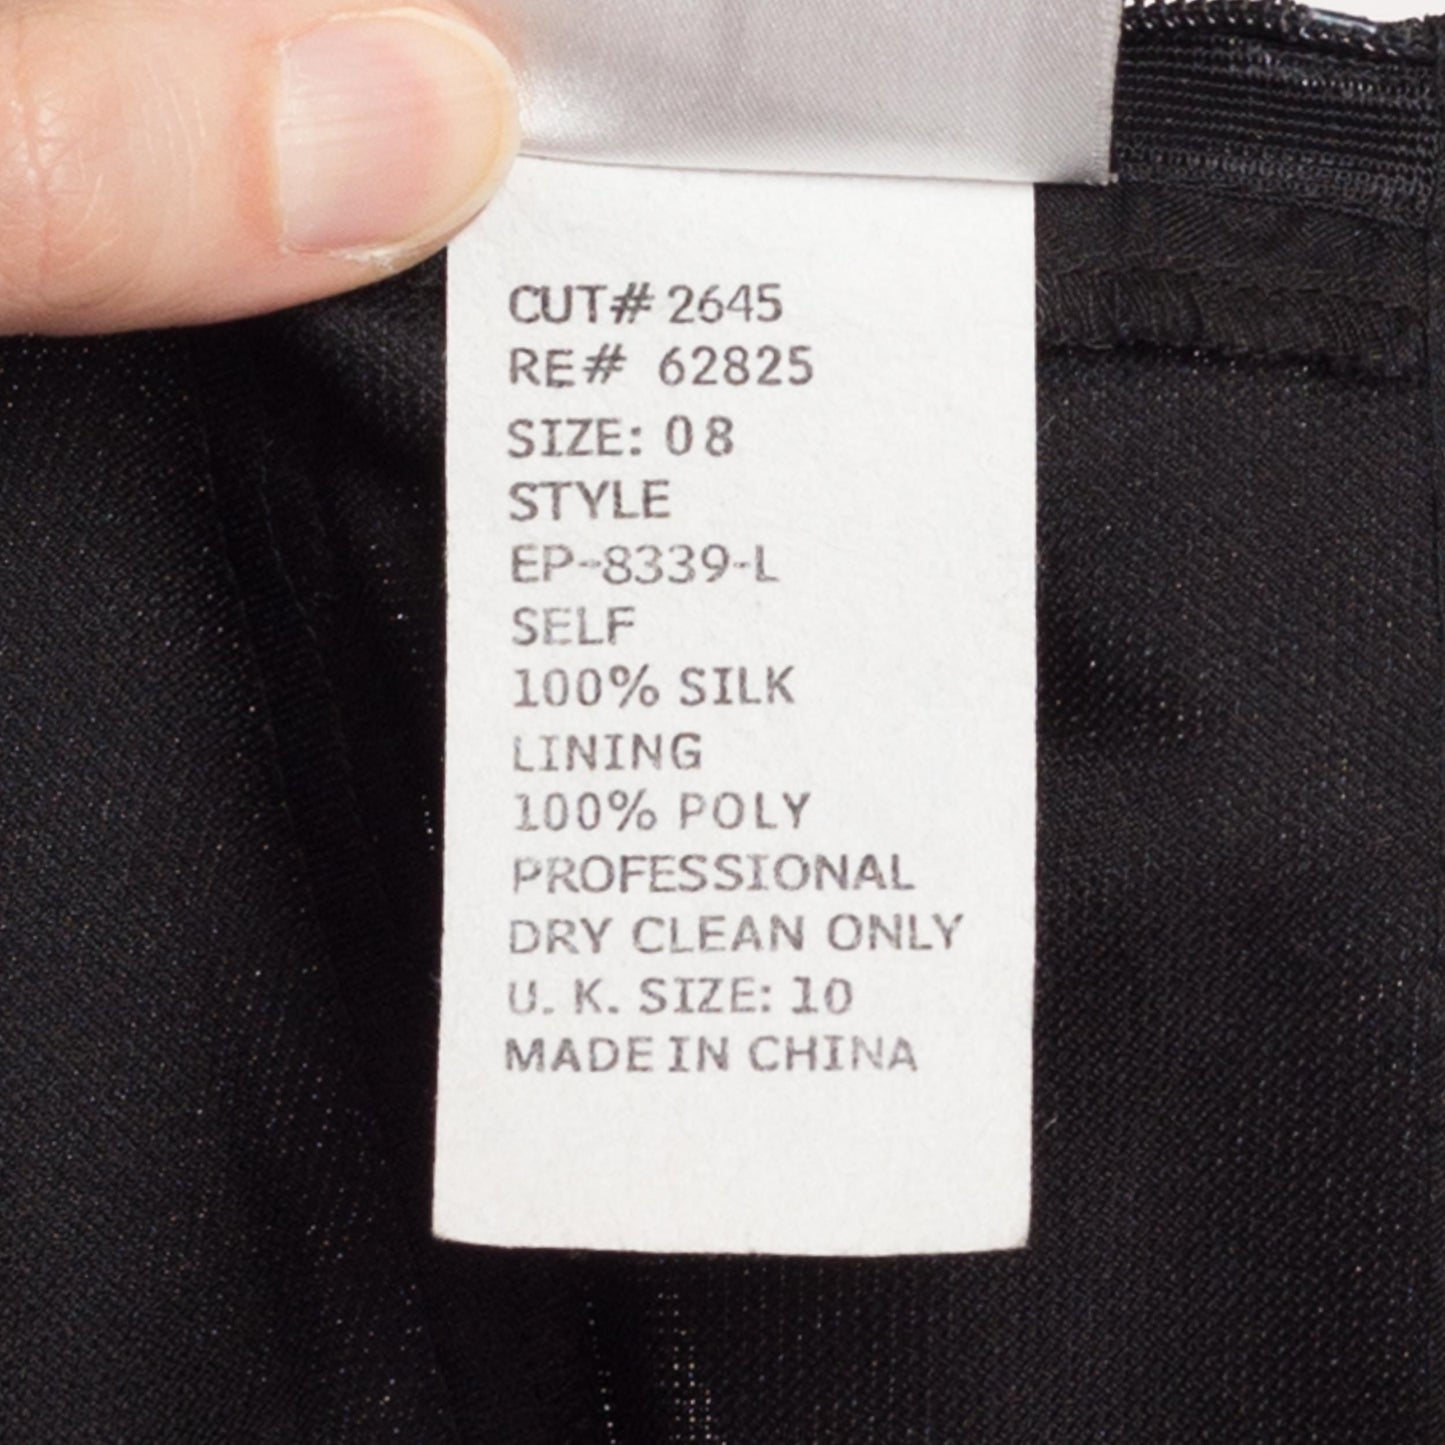 CUT# 2645
RE# 62825
SIZE: 08
STYLE
EP-8339-L
SELF
100% SILK
LINING
100% POLY
PROFESSIONAL
DRY CLEAN ONLY
U. K. SIZE: 10
MADE IN CHINA